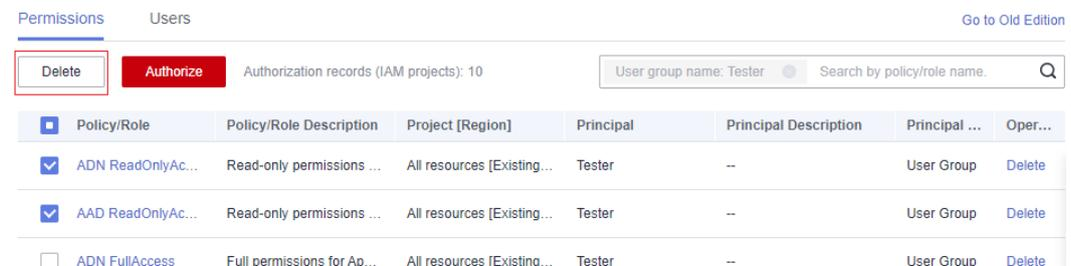 Permissions Users Go to Old Edition
Delete Authorize Authorization records (IAM projects): 10 User group name: Tester Search by policy/role name.
Policy/Role Policy/Role Description Project [Region] Principal Principal Description Principal ... Oper...
ADN ReadOnlyAc... Read-only permissions ... All resources [Existing... Tester -- User Group Delete
AAD ReadOnlyAc... Read-only permissions ... All resources [Existing... Tester -- User Group Delete
ADN FullAccess Full permissions for Ap... All resources [Existing... Tester -- User Group Delete